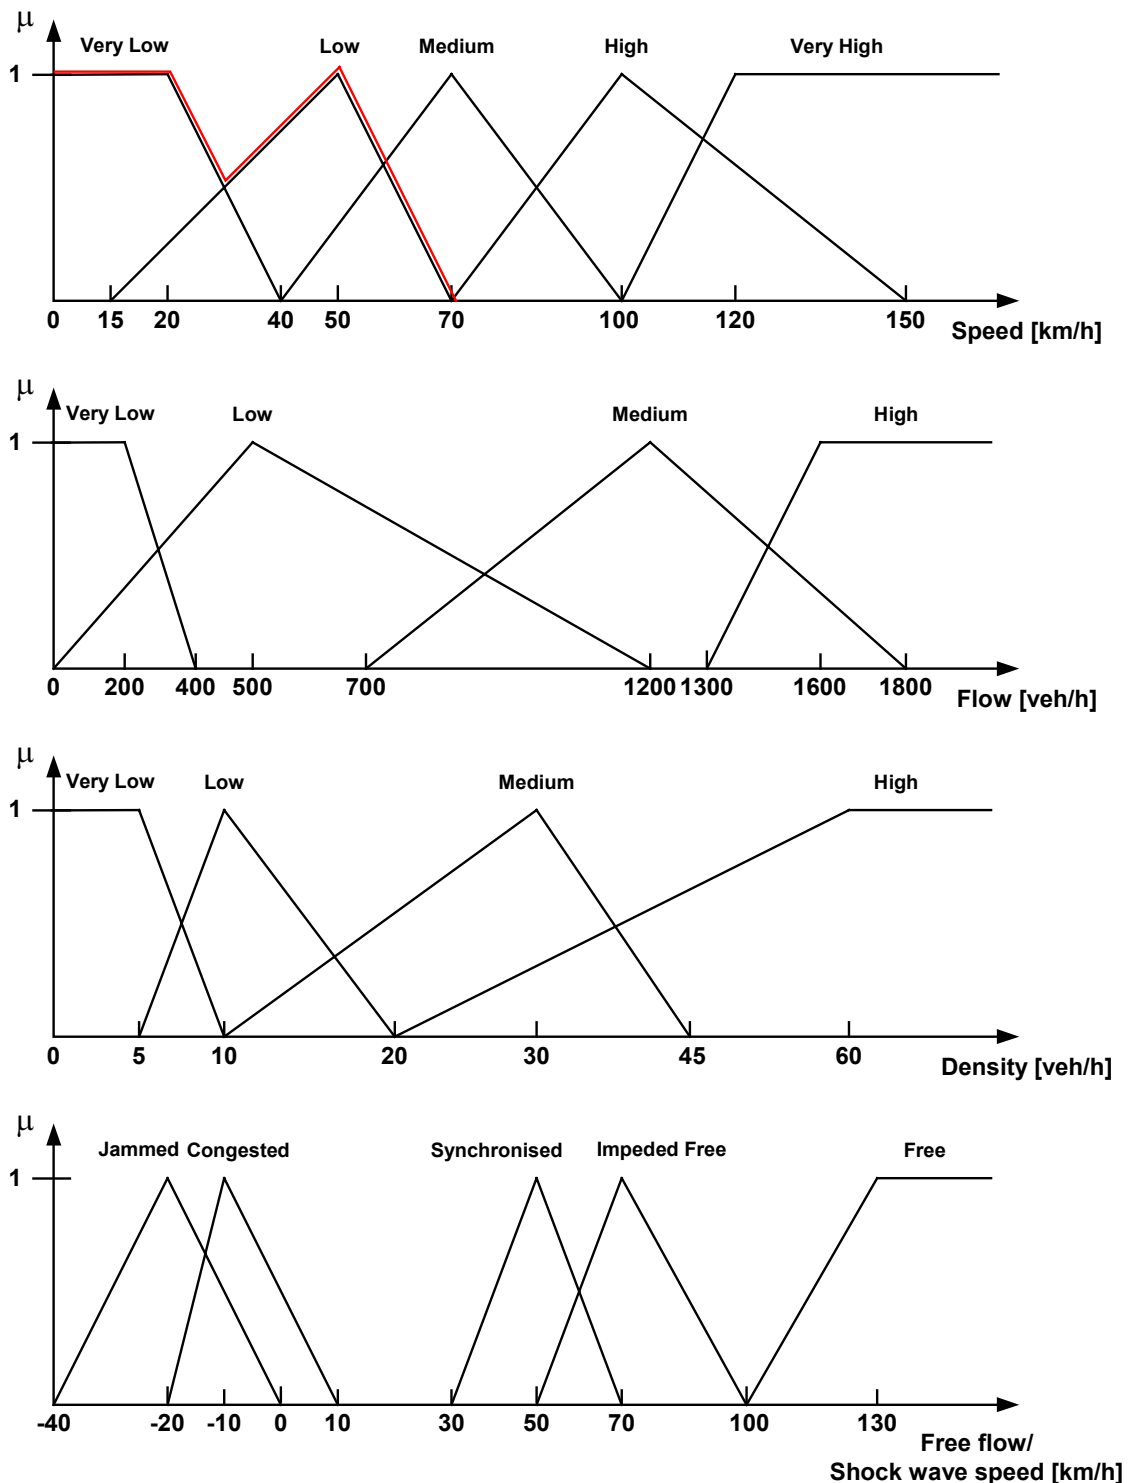 μ
Very Low Low Medium High Very High
1
0 15 20 40 50 70 100 120 150
Speed [km/h]
μ
Very Low Low Medium High
1
0 200 400 500 700 1200 1300 1600 1800
Flow [veh/h]
μ
Very Low Low Medium High
1
0 5 10 20 30 45 60
Density [veh/h]
μ
Jammed Congested Synchronised Impeded Free Free
1
-40 -20 -10 0 10 30 50 70 100 130
Free flow/
Shock wave speed [km/h]